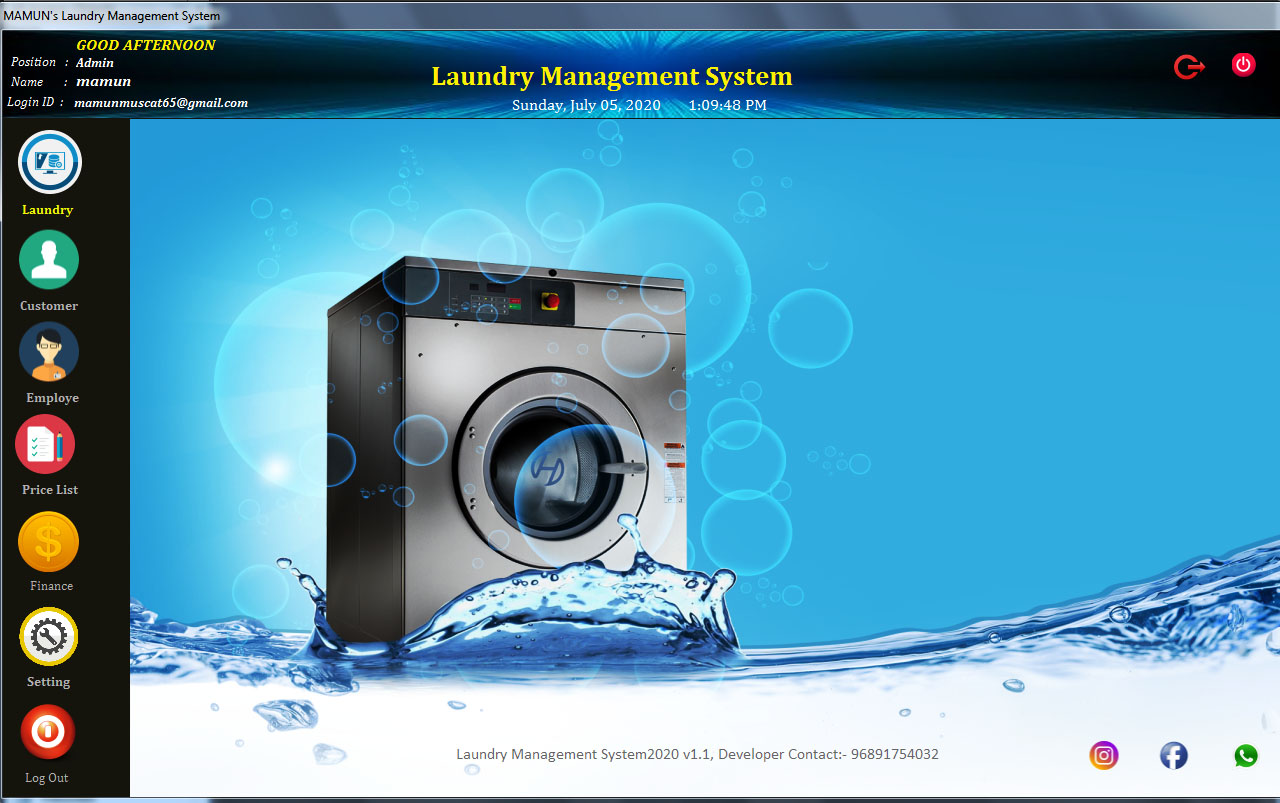 MAMUN's Laundry Management System
GOOD AFTERNOON
Position : Admin
Name : mamun
Login ID : mamunmuscat65@gmail.com
Laundry Management System
Sunday, July 05, 2020 1:09:48 PM
Laundry
Customer
Employe
Price List
Finance
Setting
Log Out
Laundry Management System2020 v1.1, Developer Contact:- 96891754032